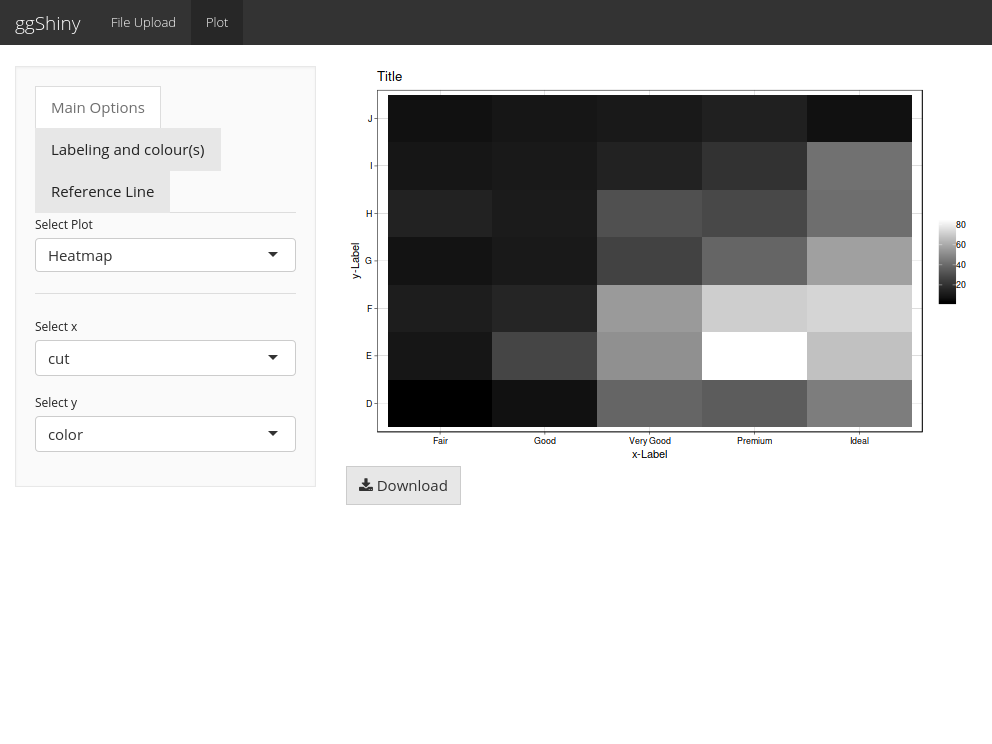 ggShiny File Upload Plot
Main Options
Labeling and colour(s)
Reference Line
Select Plot
Heatmap
Select x
cut
Select y
color
Title
y-Label
J
I
H
G
F
E
D
Fair Good Very Good Premium Ideal
x-Label
80
60
40
20
Download